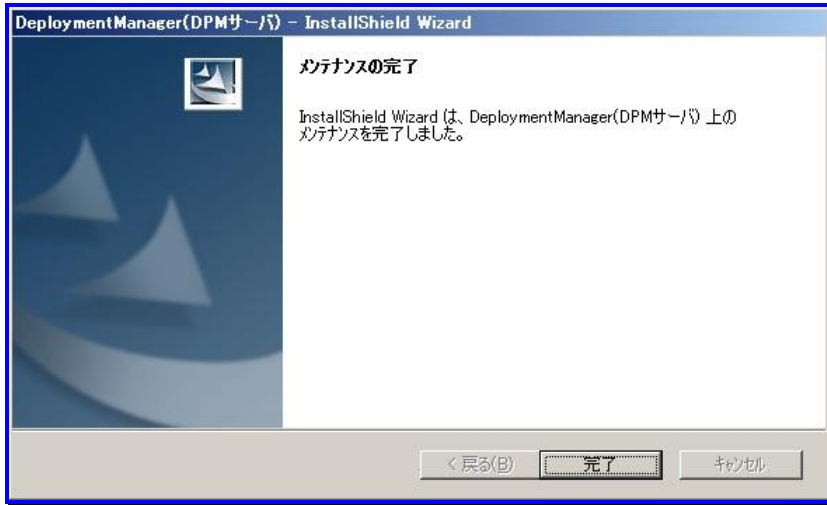 DeploymentManager(DPMサーバ) - InstallShield Wizard
メンテナンスの完了
InstallShield Wizard は、DeploymentManager(DPMサーバ) 上の
メンテナンスを完了しました。
< 戻る(B)
完了
キャンセル